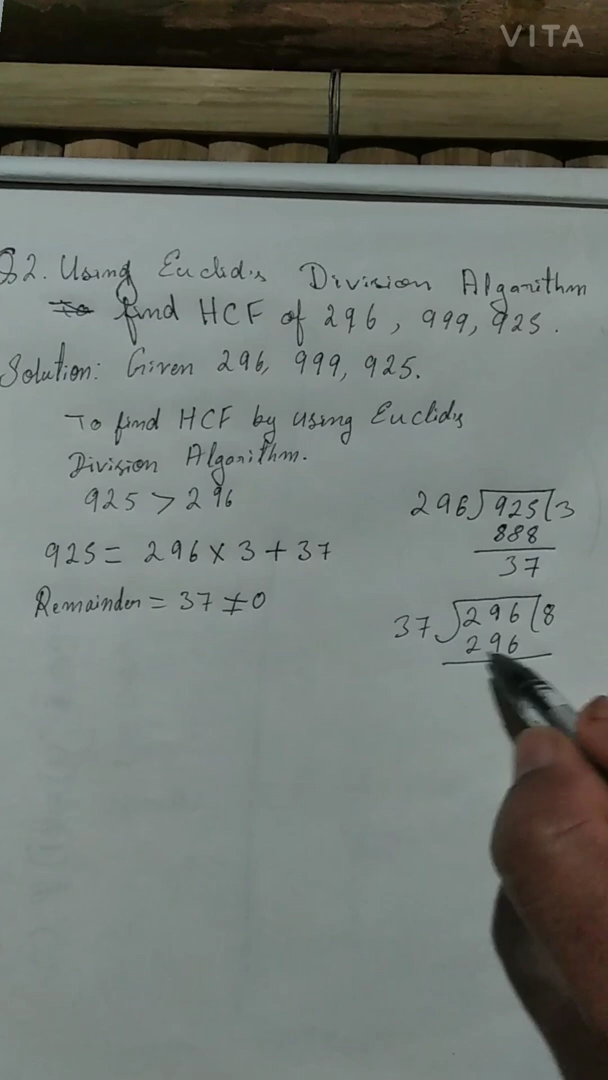 VITA
Q2. Using Euclid's Division Algorithm
find HCF of 296, 999, 925.
Solution: Given 296, 999, 925.
To find HCF by using Euclids
Division Algorithm.
925 > 296
296)925(3
888
37
925 = 296 × 3 + 37
Remainder = 37 ≠ 0
37)296(8
296